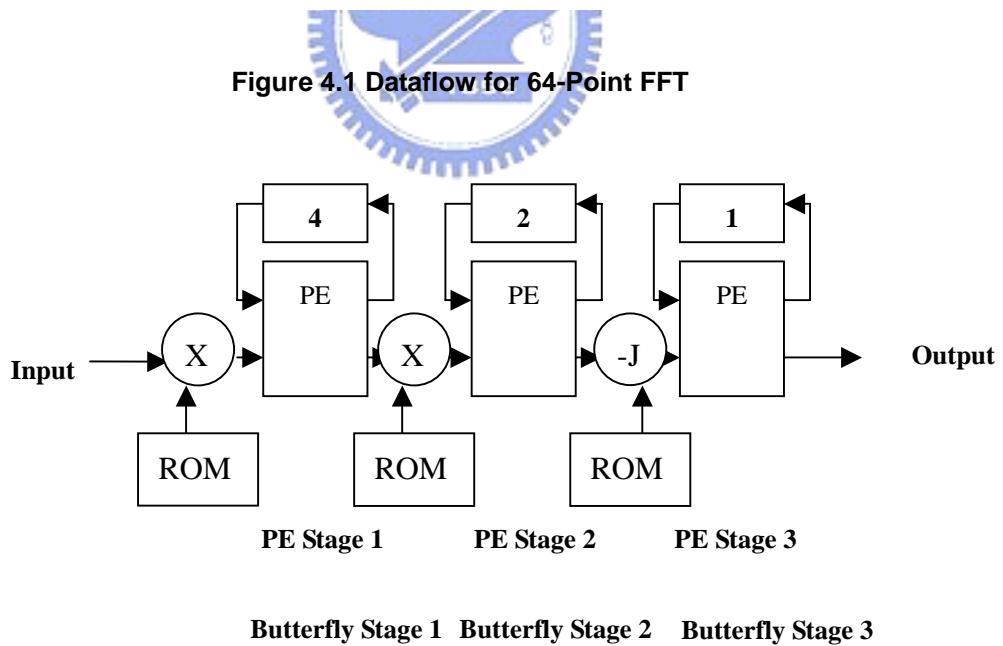 Figure 4.1 Dataflow for 64-Point FFT
4 2 1
PE PE PE
Input X X -J Output
ROM ROM ROM
PE Stage 1 PE Stage 2 PE Stage 3
Butterfly Stage 1 Butterfly Stage 2 Butterfly Stage 3